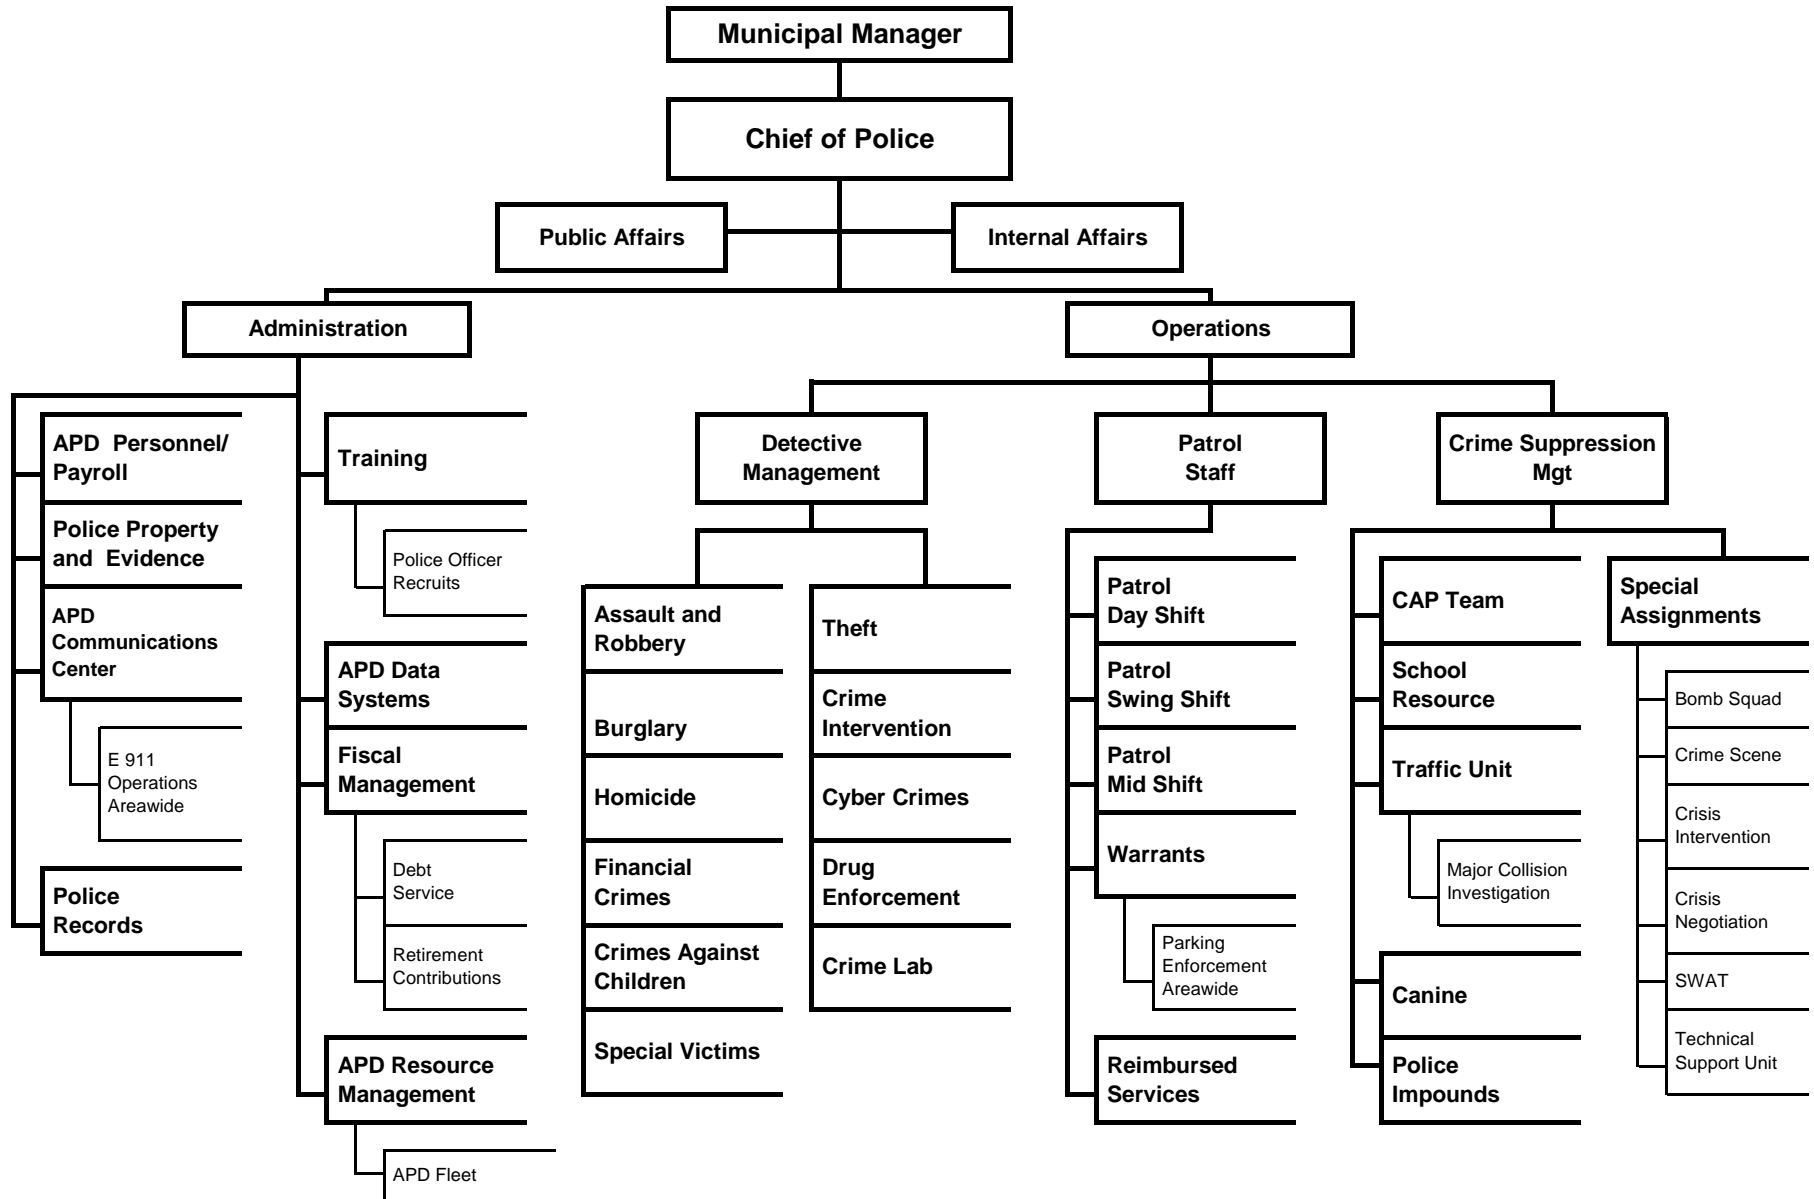 Municipal Manager
Chief of Police
Public Affairs
Internal Affairs
Administration
Operations
APD  Personnel/
Payroll
Police Property
and  Evidence
APD
Communications
Center
E 911
Operations
Areawide
Police
Records
Training
Police Officer
Recruits
APD Data
Systems
Fiscal
Management
Debt
Service
Retirement
Contributions
APD Resource
Management
APD Fleet
Detective
Management
Assault and
Robbery
Burglary
Homicide
Financial
Crimes
Crimes Against
Children
Special Victims
Theft
Crime
Intervention
Cyber Crimes
Drug
Enforcement
Crime Lab
Patrol
Staff
Patrol
Day Shift
Patrol
Swing Shift
Patrol
Mid Shift
Warrants
Parking
Enforcement
Areawide
Reimbursed
Services
Crime Suppression
Mgt
CAP Team
School
Resource
Traffic Unit
Major Collision
Investigation
Canine
Police
Impounds
Special
Assignments
Bomb Squad
Crime Scene
Crisis
Intervention
Crisis
Negotiation
SWAT
Technical
Support Unit